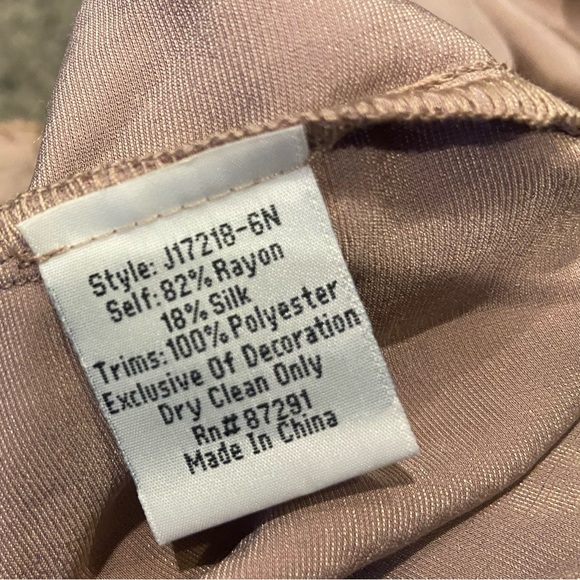 Style: J17218-6N
Self:82%Rayon
18%Silk
Trims:100%Polyester
Exclusive Of Decoration
Dry Clean Only
Rn#87291
Made In China